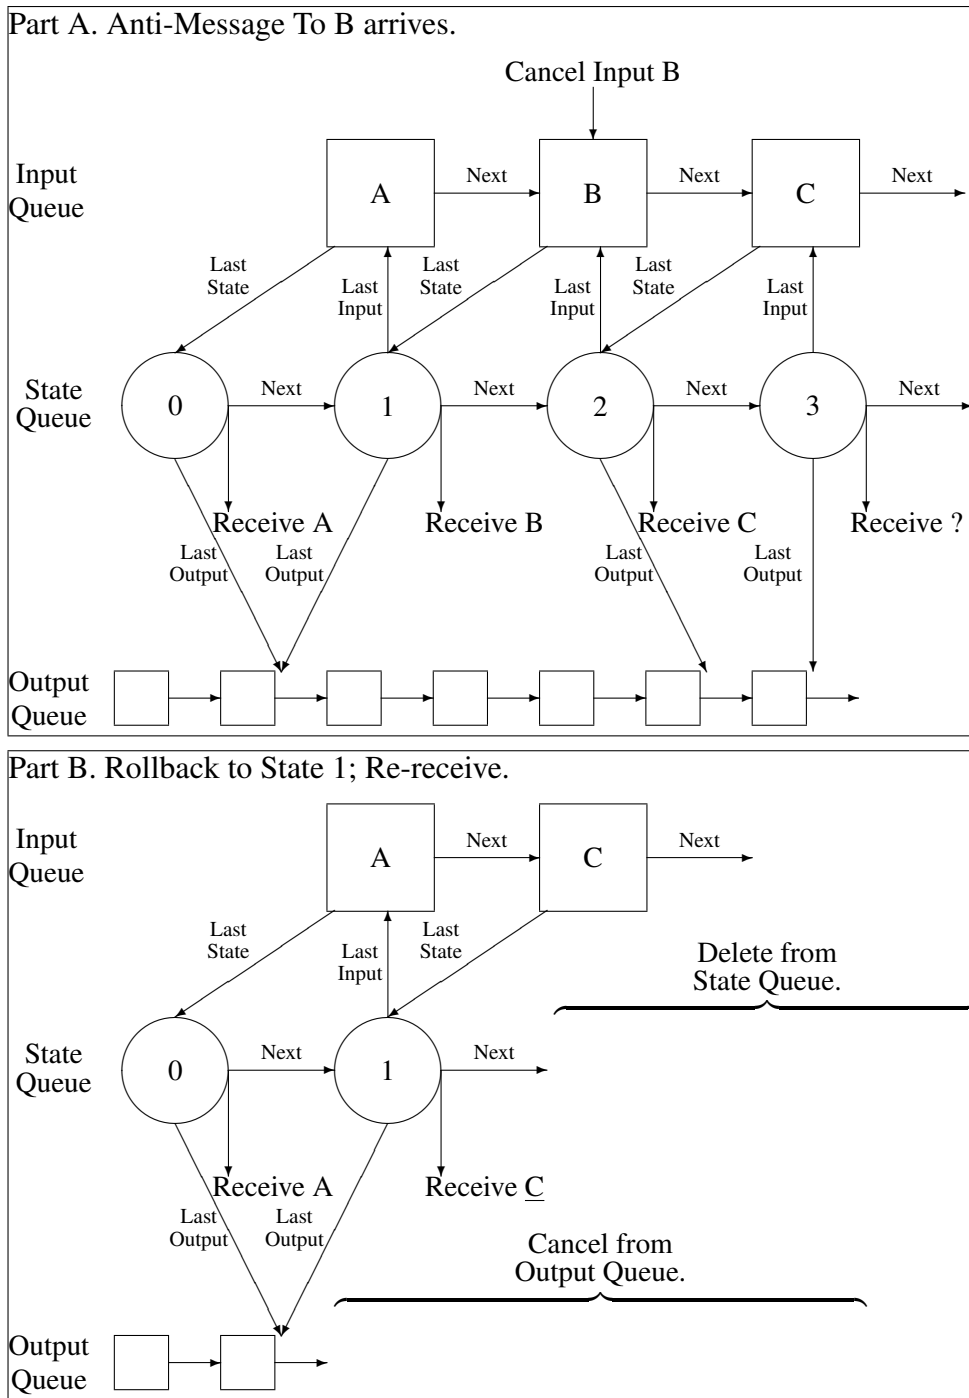 Part A. Anti-Message To B arrives.
Cancel Input B
Input
Queue
A
Next
B
Next
C
Next
Last
State
Last
Input
Last
State
Last
Input
Last
State
Last
Input
State
Queue
0
Next
1
Next
2
Next
3
Next
Receive A
Receive B
Receive C
Receive ?
Last
Output
Last
Output
Last
Output
Last
Output
Output
Queue
Part B. Rollback to State 1; Re-receive.
Input
Queue
A
Next
C
Next
Last
State
Last
Input
Last
State
Delete from
State Queue.
State
Queue
0
Next
1
Next
Receive A
Receive C
Last
Output
Last
Output
Cancel from
Output Queue.
Output
Queue